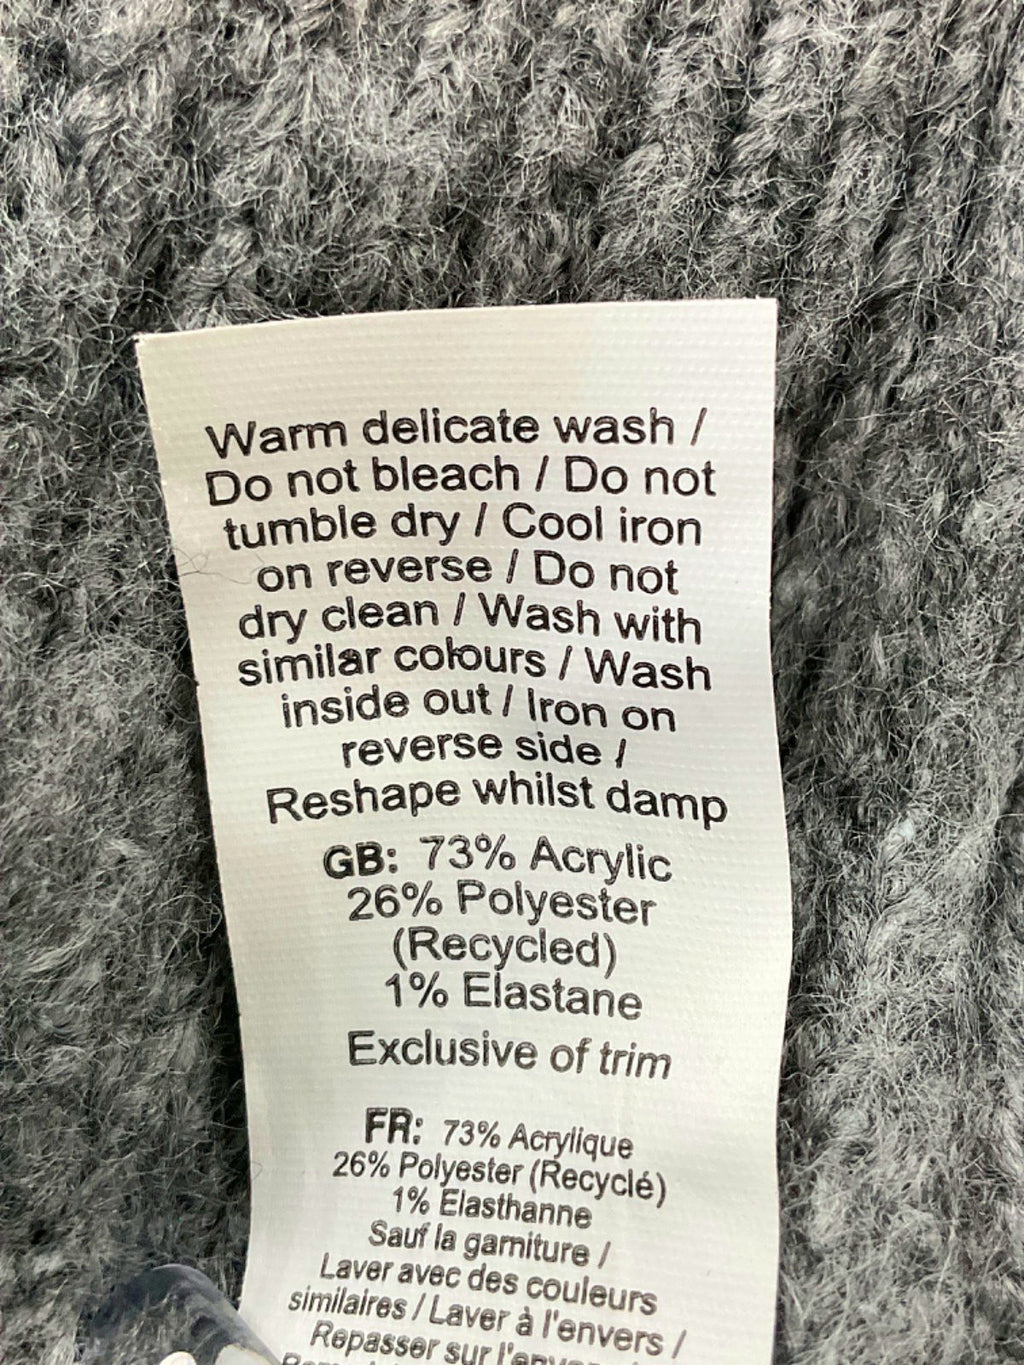 Warm delicate wash /
Do not bleach / Do not
tumble dry / Cool iron
on reverse / Do not
dry clean / Wash with
similar colours / Wash
inside out / Iron on
reverse side /
Reshape whilst damp
GB: 73% Acrylic
26% Polyester
(Recycled)
1% Elastane
Exclusive of trim
FR: 73% Acrylique
26% Polyester (Recyclé)
1% Elasthanne
Sauf la garniture /
Laver avec des couleurs
similaires / Laver à l'envers /
Repasser sur l'envers